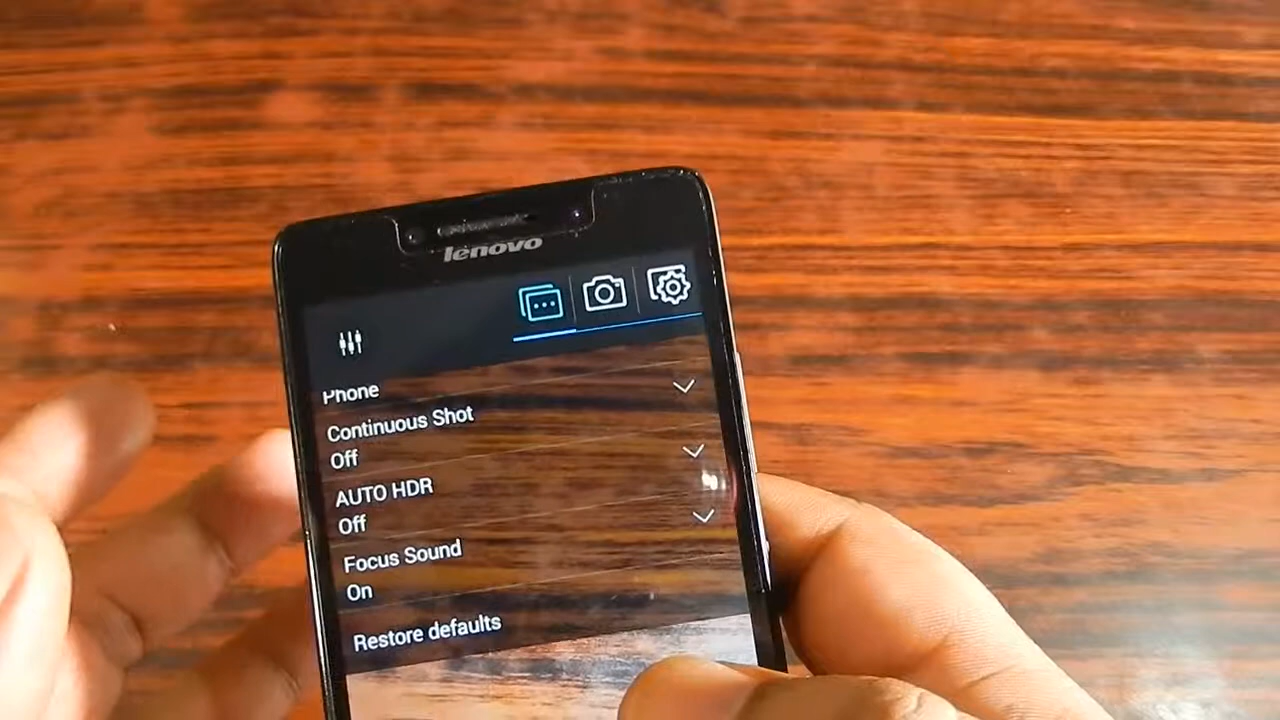 lenovo
Phone
Continuous Shot
Off
AUTO HDR
Off
Focus Sound
On
Restore defaults